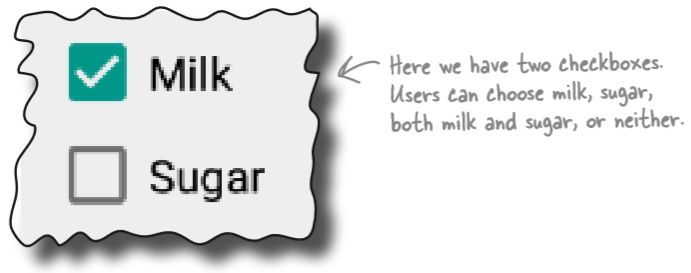 Milk
Sugar
Here we have two checkboxes.
Users can choose milk, sugar,
both milk and sugar, or neither.